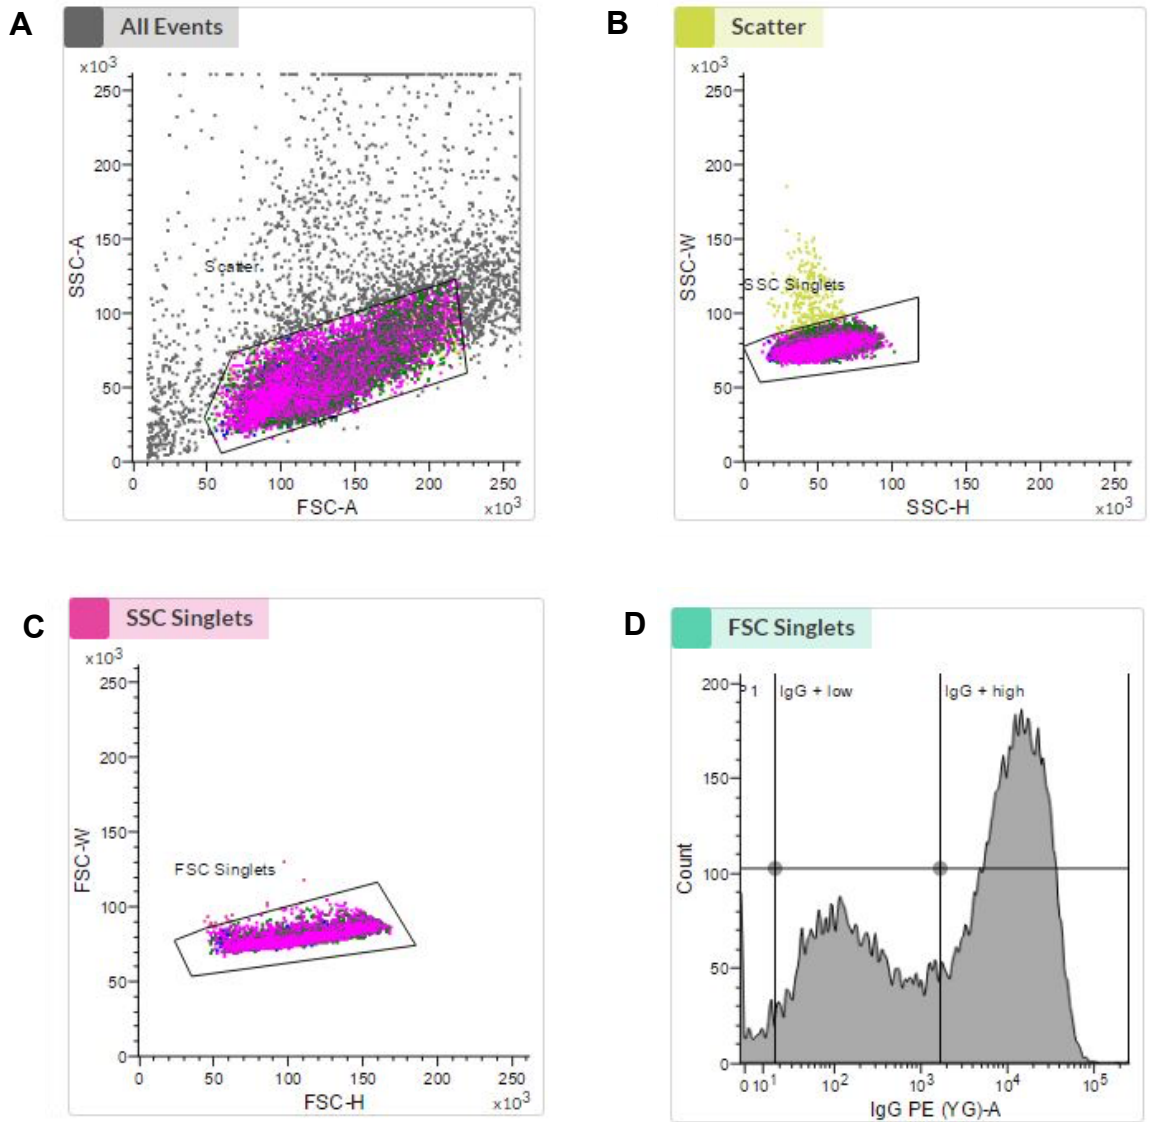 A
All Events
x10³
250
200
150
100
50
0
SSC-A
Scatter
0 50 100 150 200 250
FSC-A
x10³
B
Scatter
x10³
250
200
150
100
50
0
SSC-W
SSC Singlets
0 50 100 150 200 250
SSC-H
x10³
C
SSC Singlets
x10³
250
200
150
100
50
0
FSC-W
FSC Singlets
0 50 100 150 200 250
FSC-H
x10³
D
FSC Singlets
200
150
100
50
0
Count
1 IgG + low IgG + high
0 10¹ 10² 10³ 10⁴ 10⁵
IgG PE (YG)-A